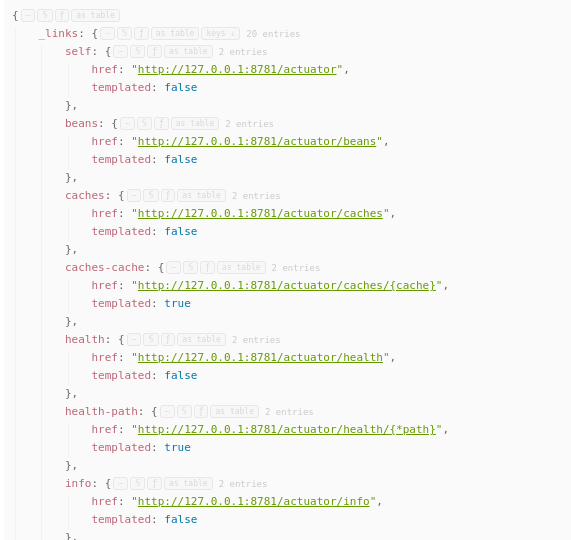 { – S ƒ as table
_links: { – S ƒ as table keys ↓ 20 entries
self: { – S ƒ as table 2 entries
href: "http://127.0.0.1:8781/actuator",
templated: false
},
beans: { – S ƒ as table 2 entries
href: "http://127.0.0.1:8781/actuator/beans",
templated: false
},
caches: { – S ƒ as table 2 entries
href: "http://127.0.0.1:8781/actuator/caches",
templated: false
},
caches-cache: { – S ƒ as table 2 entries
href: "http://127.0.0.1:8781/actuator/caches/{cache}",
templated: true
},
health: { – S ƒ as table 2 entries
href: "http://127.0.0.1:8781/actuator/health",
templated: false
},
health-path: { – S ƒ as table 2 entries
href: "http://127.0.0.1:8781/actuator/health/{*path}",
templated: true
},
info: { – S ƒ as table 2 entries
href: "http://127.0.0.1:8781/actuator/info",
templated: false
},